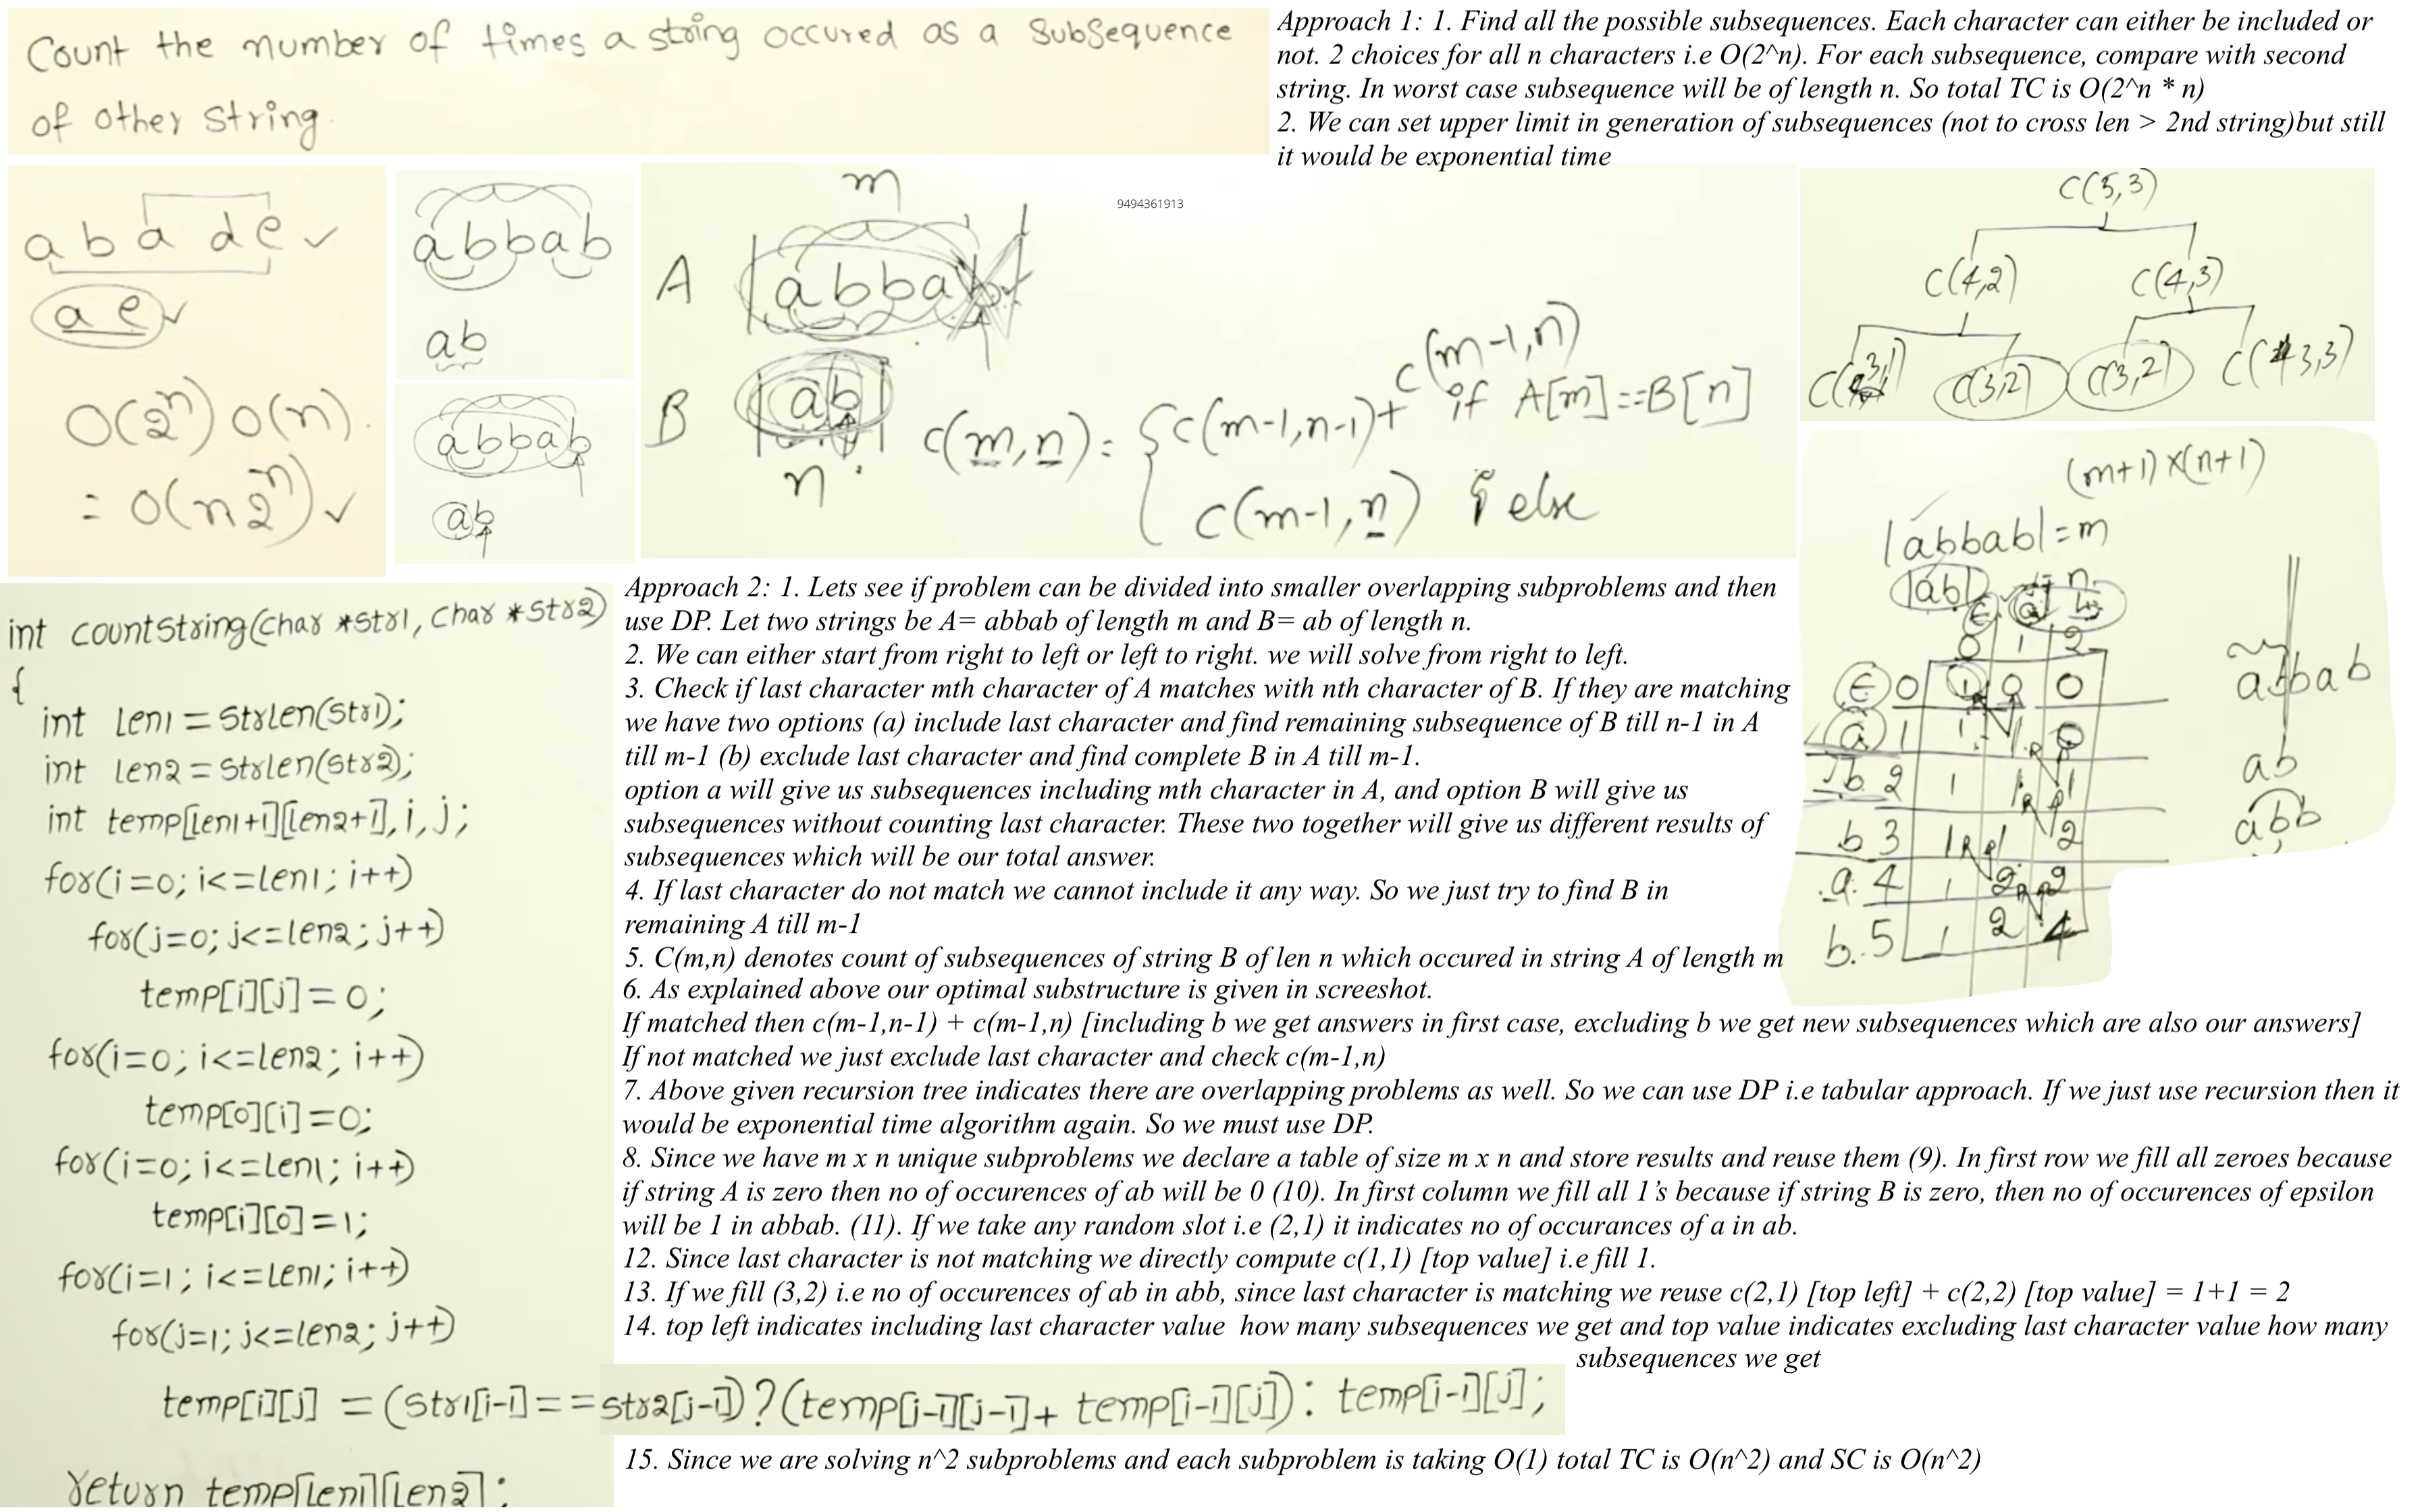 Count the number of times a string occured as a Subsequence
of other string.
Approach 1: 1. Find all the possible subsequences. Each character can either be included or
not. 2 choices for all n characters i.e O(2^n). For each subsequence, compare with second
string. In worst case subsequence will be of length n. So total TC is O(2^n * n)
2. We can set upper limit in generation of subsequences (not to cross len > 2nd string)but still
it would be exponential time
a b a d e ✓
a e ✓
O(2^n) O(n).
= O(n2^n) ✓
abbab
ab
abbab
ab
m
9494361913
A abbab
B ab
n
c(m,n) = { c(m-1,n-1) + c(m-1,n) if A[m]==B[n]
c(m-1,n) else
C(5,3)
C(4,2) C(4,3)
C(3,2) C(3,2) C(3,3)
(m+1)×(n+1)
|abbab|=m
|ab| = n
ϵ a b
0 1 2
ϵ 0 1 0 0
a 1 1 1 0
b 2 1 1 1
b 3 1 1 2
a 4 1 2 2
b 5 1 2 4
abbab
ab
abb
int countstring(char *str1, char *str2)
{
int len1 = strlen(str1);
int len2 = strlen(str2);
int temp[len1+1][len2+1], i, j;
for(i=0; i<=len1; i++)
for(j=0; j<=len2; j++)
temp[i][j]=0;
for(i=0; i<=len2; i++)
temp[0][i]=0;
for(i=0; i<=len1; i++)
temp[i][0]=1;
for(i=1; i<=len1; i++)
for(j=1; j<=len2; j++)
temp[i][j] = (str1[i-1]==str2[j-1])?(temp[i-1][j-1]+ temp[i-1][j]): temp[i-1][j];
return temp[len1][len2];
Approach 2: 1. Lets see if problem can be divided into smaller overlapping subproblems and then
use DP. Let two strings be A= abbab of length m and B= ab of length n.
2. We can either start from right to left or left to right. we will solve from right to left.
3. Check if last character mth character of A matches with nth character of B. If they are matching
we have two options (a) include last character and find remaining subsequence of B till n-1 in A
till m-1 (b) exclude last character and find complete B in A till m-1.
option a will give us subsequences including mth character in A, and option B will give us
subsequences without counting last character. These two together will give us different results of
subsequences which will be our total answer.
4. If last character do not match we cannot include it any way. So we just try to find B in
remaining A till m-1
5. C(m,n) denotes count of subsequences of string B of len n which occured in string A of length m
6. As explained above our optimal substructure is given in screeshot.
If matched then c(m-1,n-1) + c(m-1,n) [including b we get answers in first case, excluding b we get new subsequences which are also our answers]
If not matched we just exclude last character and check c(m-1,n)
7. Above given recursion tree indicates there are overlapping problems as well. So we can use DP i.e tabular approach. If we just use recursion then it
would be exponential time algorithm again. So we must use DP.
8. Since we have m x n unique subproblems we declare a table of size m x n and store results and reuse them (9). In first row we fill all zeroes because
if string A is zero then no of occurences of ab will be 0 (10). In first column we fill all 1’s because if string B is zero, then no of occurences of epsilon
will be 1 in abbab. (11). If we take any random slot i.e (2,1) it indicates no of occurances of a in ab.
12. Since last character is not matching we directly compute c(1,1) [top value] i.e fill 1.
13. If we fill (3,2) i.e no of occurences of ab in abb, since last character is matching we reuse c(2,1) [top left] + c(2,2) [top value] = 1+1 = 2
14. top left indicates including last character value how many subsequences we get and top value indicates excluding last character value how many
subsequences we get
15. Since we are solving n^2 subproblems and each subproblem is taking O(1) total TC is O(n^2) and SC is O(n^2)